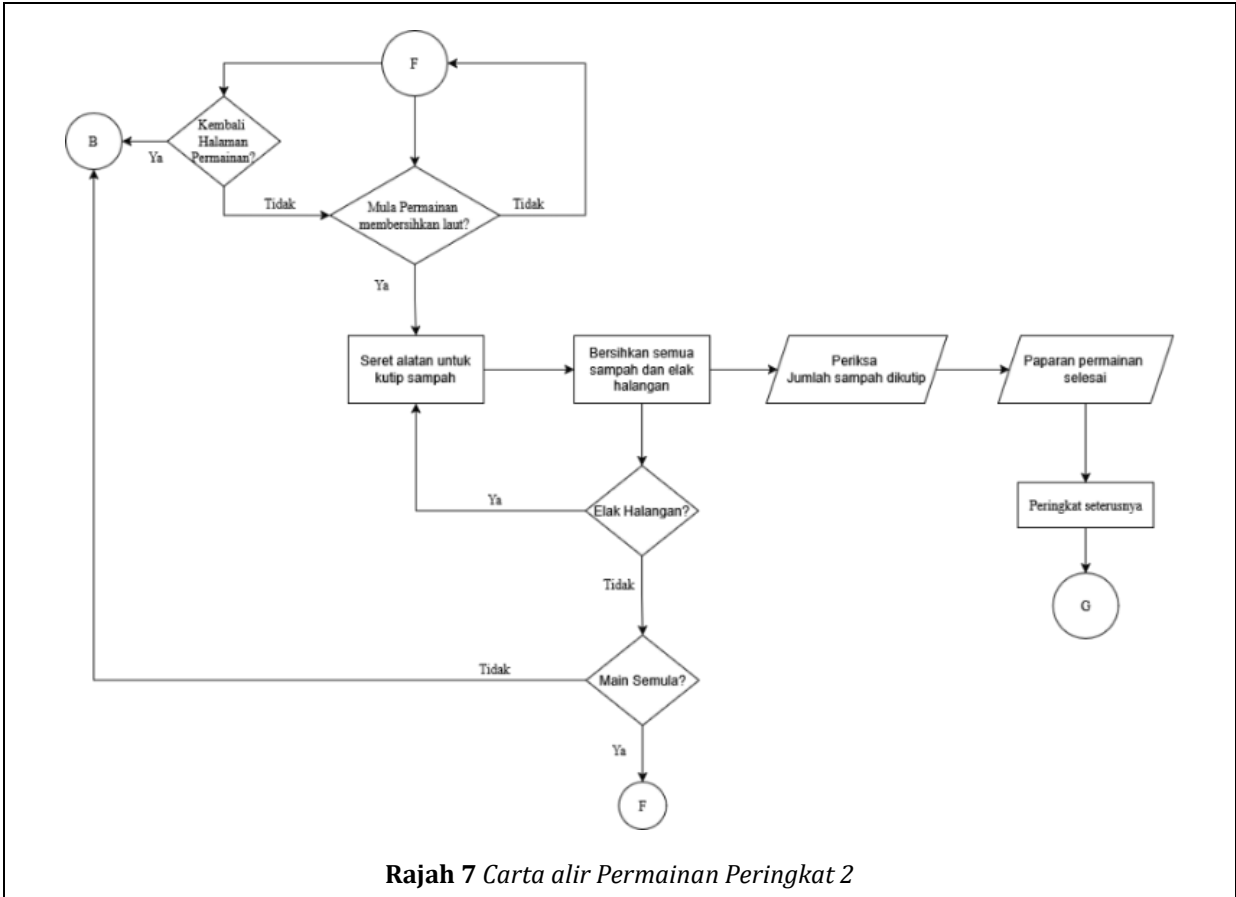 F
Kembali
Halaman
Permainan?
B
Ya
Tidak
Mula Permainan
membersihkan laut?
Tidak
Ya
Seret alatan untuk
kutip sampah
Bersihkan semua
sampah dan elak
halangan
Periksa
Jumlah sampah dikutip
Paparan permainan
selesai
Ya
Elak Halangan?
Peringkat seterusnya
Tidak
G
Tidak
Main Semula?
Ya
F
Rajah 7 Carta alir Permainan Peringkat 2